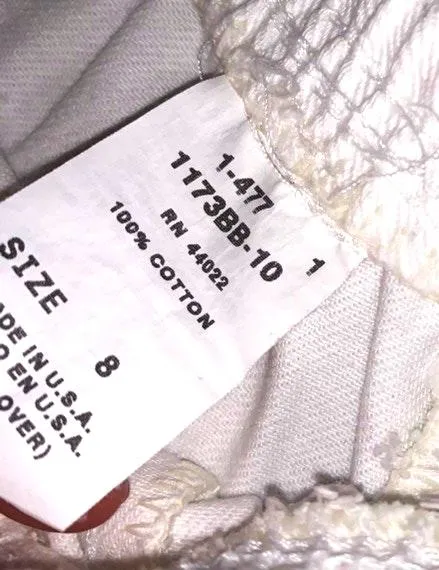 1-477 1
1173BB-10
RN 44022
100% COTTON
SIZE 8
ADE IN U.S.A.
O EN U.S.A.
OVER)